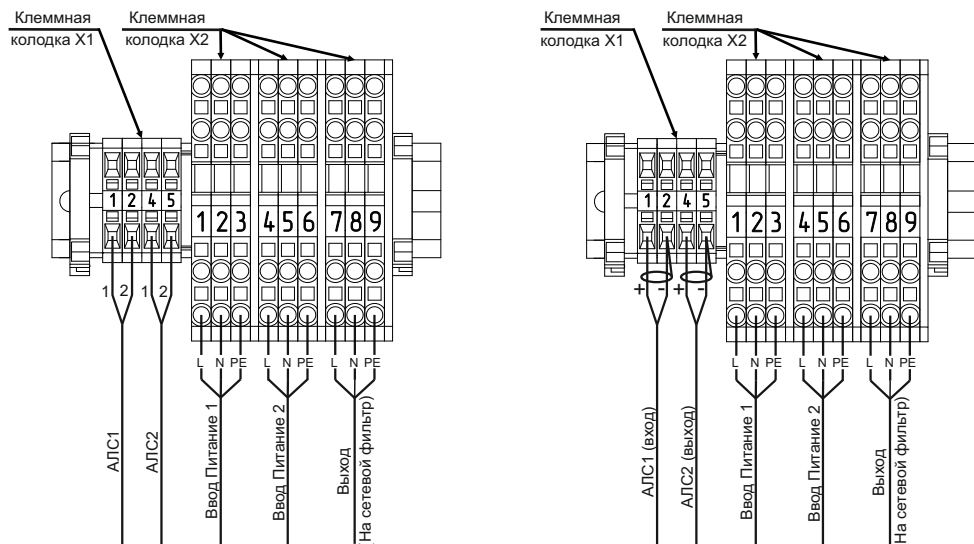 Клеммная
колодка X1
Клеммная
колодка X2
1 2 4 5
1 2 3 4 5 6 7 8 9
1 2 1 2
L N PE L N PE L N PE
АЛС1
АЛС2
Ввод Питание 1
Ввод Питание 2
Выход
(На сетевой фильтр)
Клеммная
колодка X1
Клеммная
колодка X2
1 2 4 5
1 2 3 4 5 6 7 8 9
+ - + -
L N PE L N PE L N PE
АЛС1 (вход)
АЛС2 (выход)
Ввод Питание 1
Ввод Питание 2
Выход
(На сетевой фильтр)